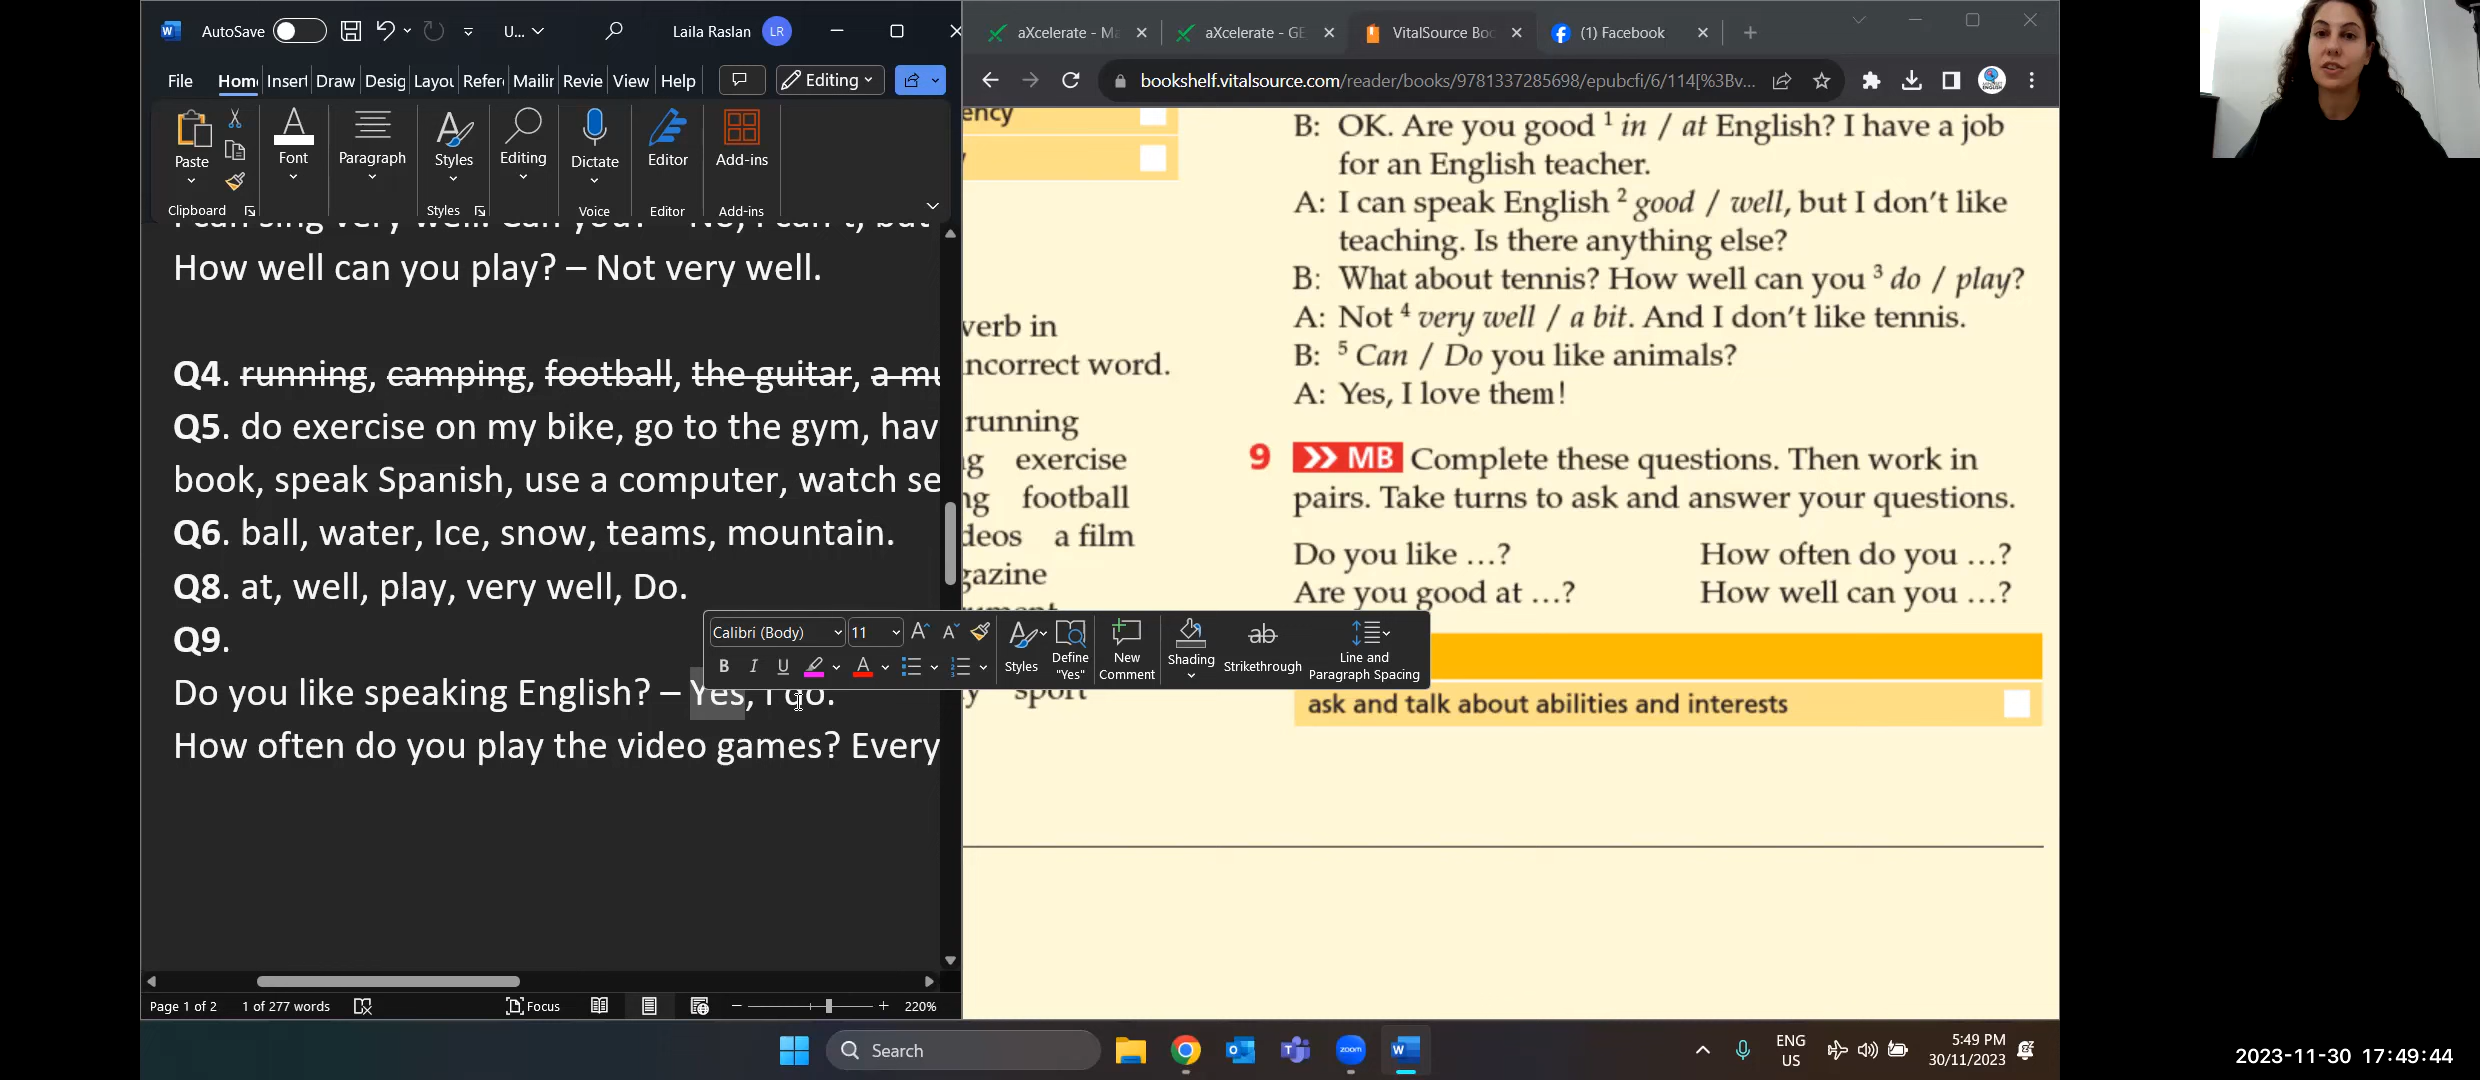 AutoSave
U...
Laila Raslan
LR
File
Insert
Draw
View
Help
Editing
Paste
Font
Paragraph
Styles
Editing
Dictate
Editor
Add-ins
Clipboard
Styles
Voice
Editor
Add-ins
How well can you play? – Not very well.
Q4. running, camping, football, the guitar, a mu
Q5. do exercise on my bike, go to the gym, hav
book, speak Spanish, use a computer, watch se
Q6. ball, water, Ice, snow, teams, mountain.
Q8. at, well, play, very well, Do.
Q9.
Do you like speaking English? – Yes, I do.
How often do you play the video games? Every
Calibri (Body)
11
B I U
Styles
Define
"Yes"
New
Comment
Shading
Strikethrough
Line and
Paragraph Spacing
Page 1 of 2
1 of 277 words
Focus
220%
aXcelerate - Ma
aXcelerate - GE
VitalSource Boo
(1) Facebook
bookshelf.vitalsource.com/reader/books/9781337285698/epubcfi/6/114[%3Bv...
ency
verb in
incorrect word.
running
exercise
football
deos a film
gazine
sport
B: OK. Are you good ¹ in / at English? I have a job
for an English teacher.
A: I can speak English ² good / well, but I don't like
teaching. Is there anything else?
B: What about tennis? How well can you ³ do / play?
A: Not ⁴ very well / a bit. And I don't like tennis.
B: ⁵ Can / Do you like animals?
A: Yes, I love them!
9 MB Complete these questions. Then work in
pairs. Take turns to ask and answer your questions.
Do you like ...? How often do you ...?
Are you good at ...? How well can you ...?
ask and talk about abilities and interests
Search
zoom
ENG
US
5:49 PM
30/11/2023
2023-11-30 17:49:44